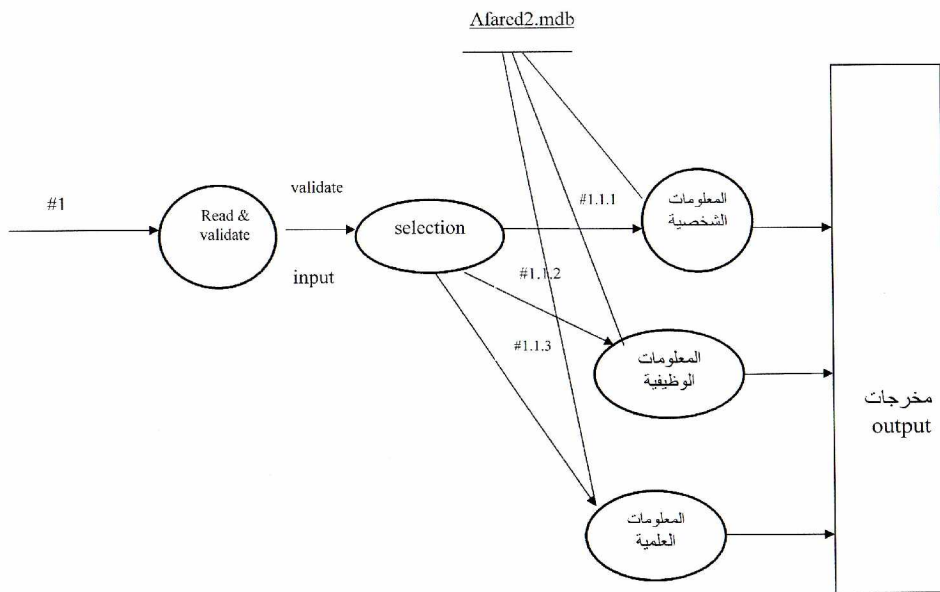 Afared2.mdb
#1
Read &
validate
validate
input
selection
#1.1.1
#1.1.2
#1.1.3
المعلومات
الشخصية
المعلومات
الوظيفية
المعلومات
العلمية
مخرجات
output